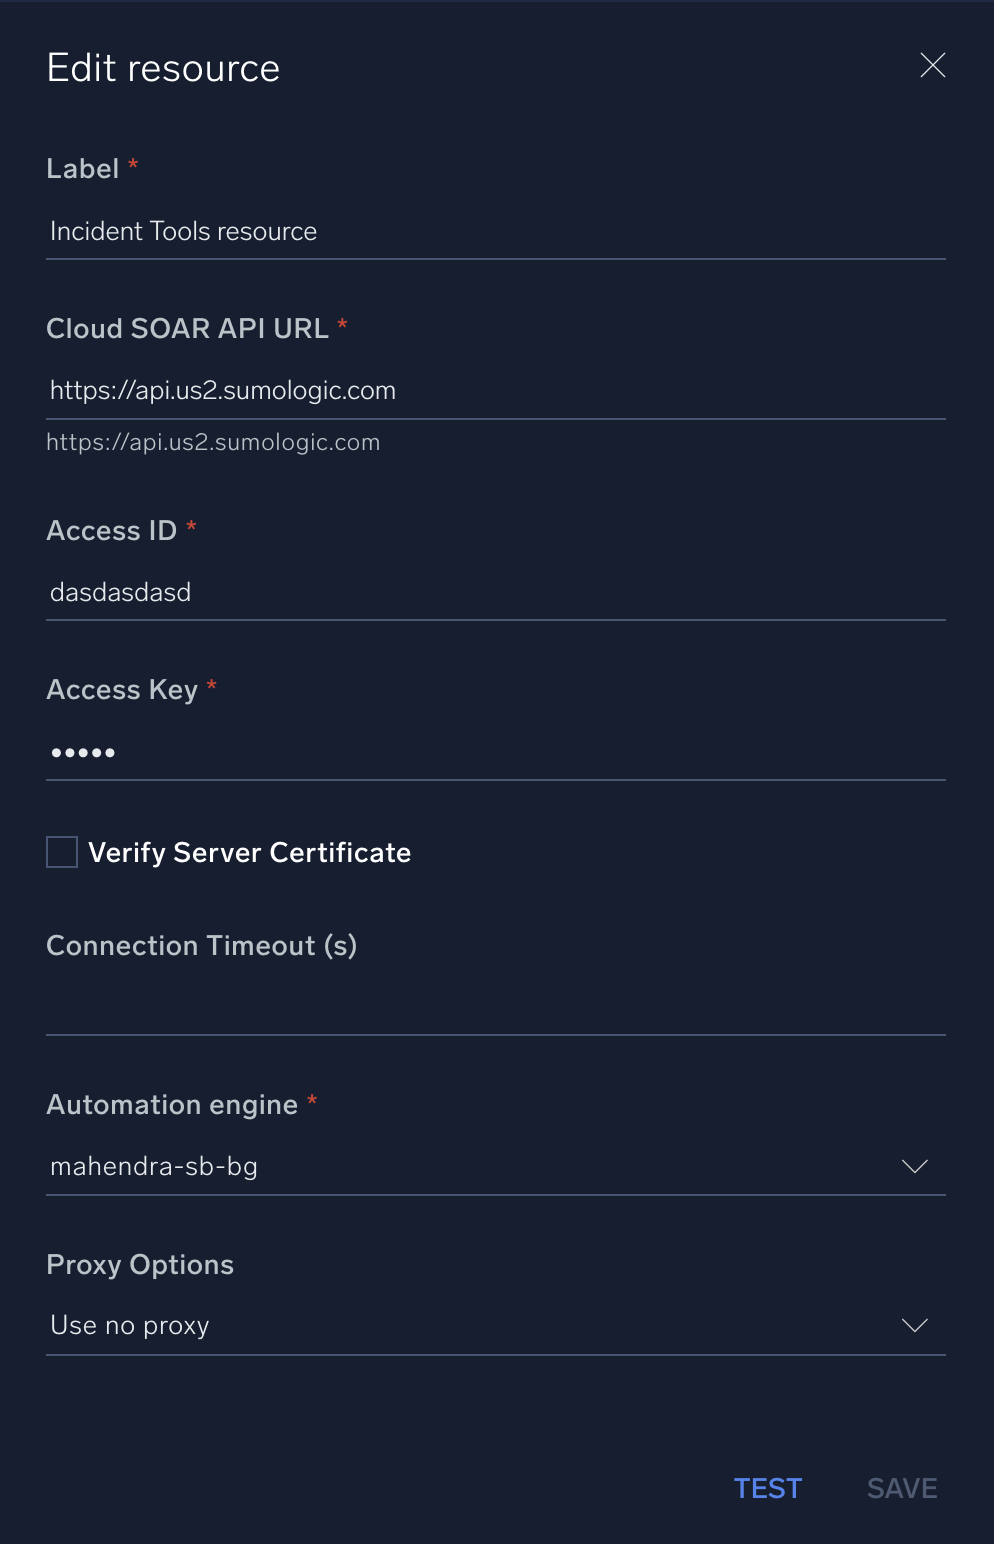 Edit resource
Label *
Incident Tools resource
Cloud SOAR API URL *
https://api.us2.sumologic.com
https://api.us2.sumologic.com
Access ID *
dasdasdasd
Access Key *
•••••
Verify Server Certificate
Connection Timeout (s)
Automation engine *
mahendra-sb-bg
Proxy Options
Use no proxy
TEST SAVE